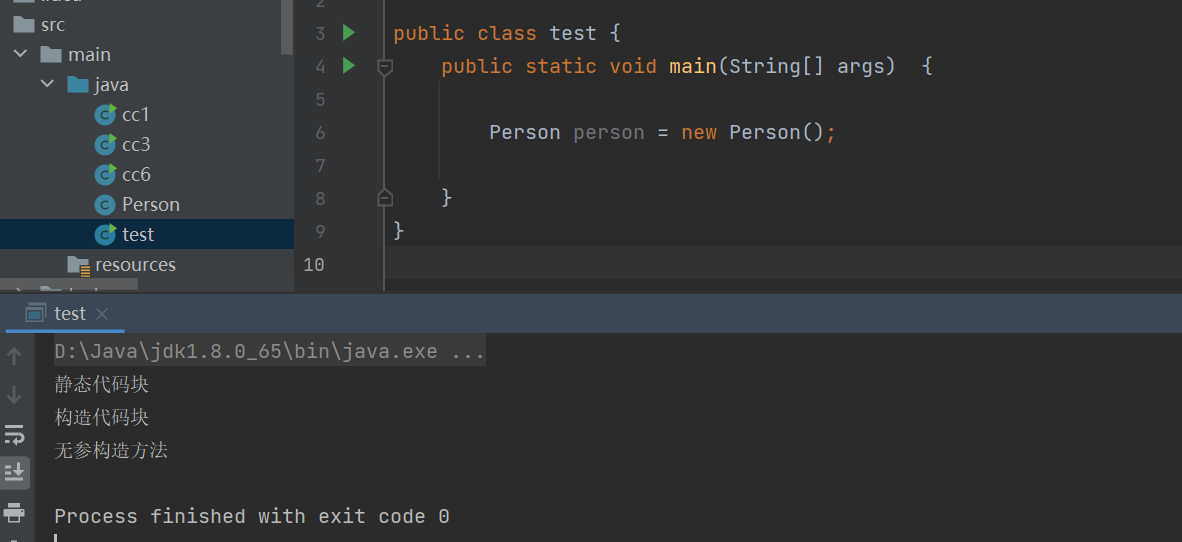 src
main
java
cc1
cc3
cc6
Person
test
resources
2
3 public class test {
4 public static void main(String[] args)  {
5
6 Person person = new Person();
7
8 }
9 }
10
test
D:\Java\jdk1.8.0_65\bin\java.exe ...
静态代码块
构造代码块
无参构造方法
Process finished with exit code 0